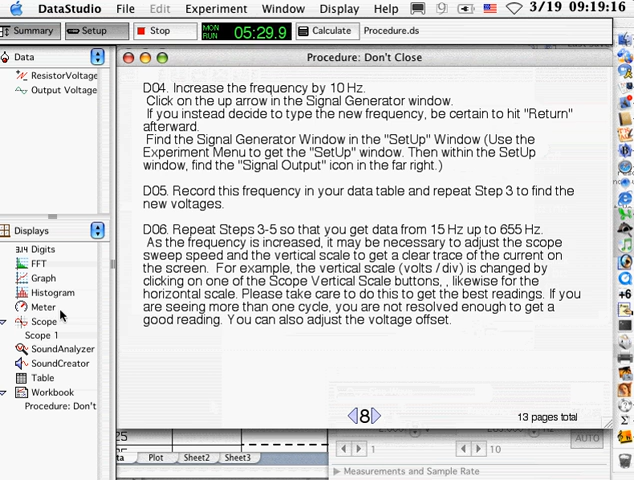 DataStudio File Edit Experiment Window Display Help 3/19 09:19:16
Summary Setup Stop MON RUN 05:29.9 Calculate Procedure.ds
Data
ResistorVoltage
Output Voltage
Displays
3.14 Digits
FFT
Graph
Histogram
Meter
Scope
Scope 1
SoundAnalyzer
SoundCreator
Table
Workbook
Procedure: Don't
Procedure: Don't Close
D04. Increase the frequency by 10 Hz.
Click on the up arrow in the Signal Generator window.
If you instead decide to type the new frequency, be certain to hit "Return"
afterward.
Find the Signal Generator Window in the "SetUp" Window (Use the
Experiment Menu to get the "SetUp" window. Then within the SetUp
window, find the "Signal Output" icon in the far right.)
D05. Record this frequency in your data table and repeat Step 3 to find the
new voltages.
D06. Repeat Steps 3-5 so that you get data from 15 Hz up to 655 Hz.
As the frequency is increased, it may be necessary to adjust the scope
sweep speed and the vertical scale to get a clear trace of the current on
the screen. For example, the vertical scale (volts / div) is changed by
clicking on one of the Scope Vertical Scale buttons, , likewise for the
horizontal scale. Please take care to do this to get the best readings. If you
are seeing more than one cycle, you are not resolved enough to get a
good reading. You can also adjust the voltage offset.
8
13 pages total
25
ta Plot Sheet2 Sheet3
1 10 AUTO
Measurements and Sample Rate
+6